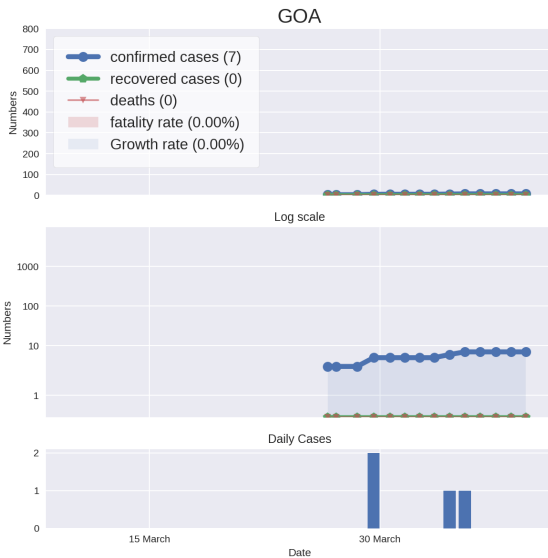 GOA
800
700
600
500
400
300
200
100
0
Numbers
confirmed cases (7)
recovered cases (0)
deaths (0)
fatality rate (0.00%)
Growth rate (0.00%)
Log scale
1000
100
10
1
Numbers
Daily Cases
2
1
0
15 March
30 March
Date